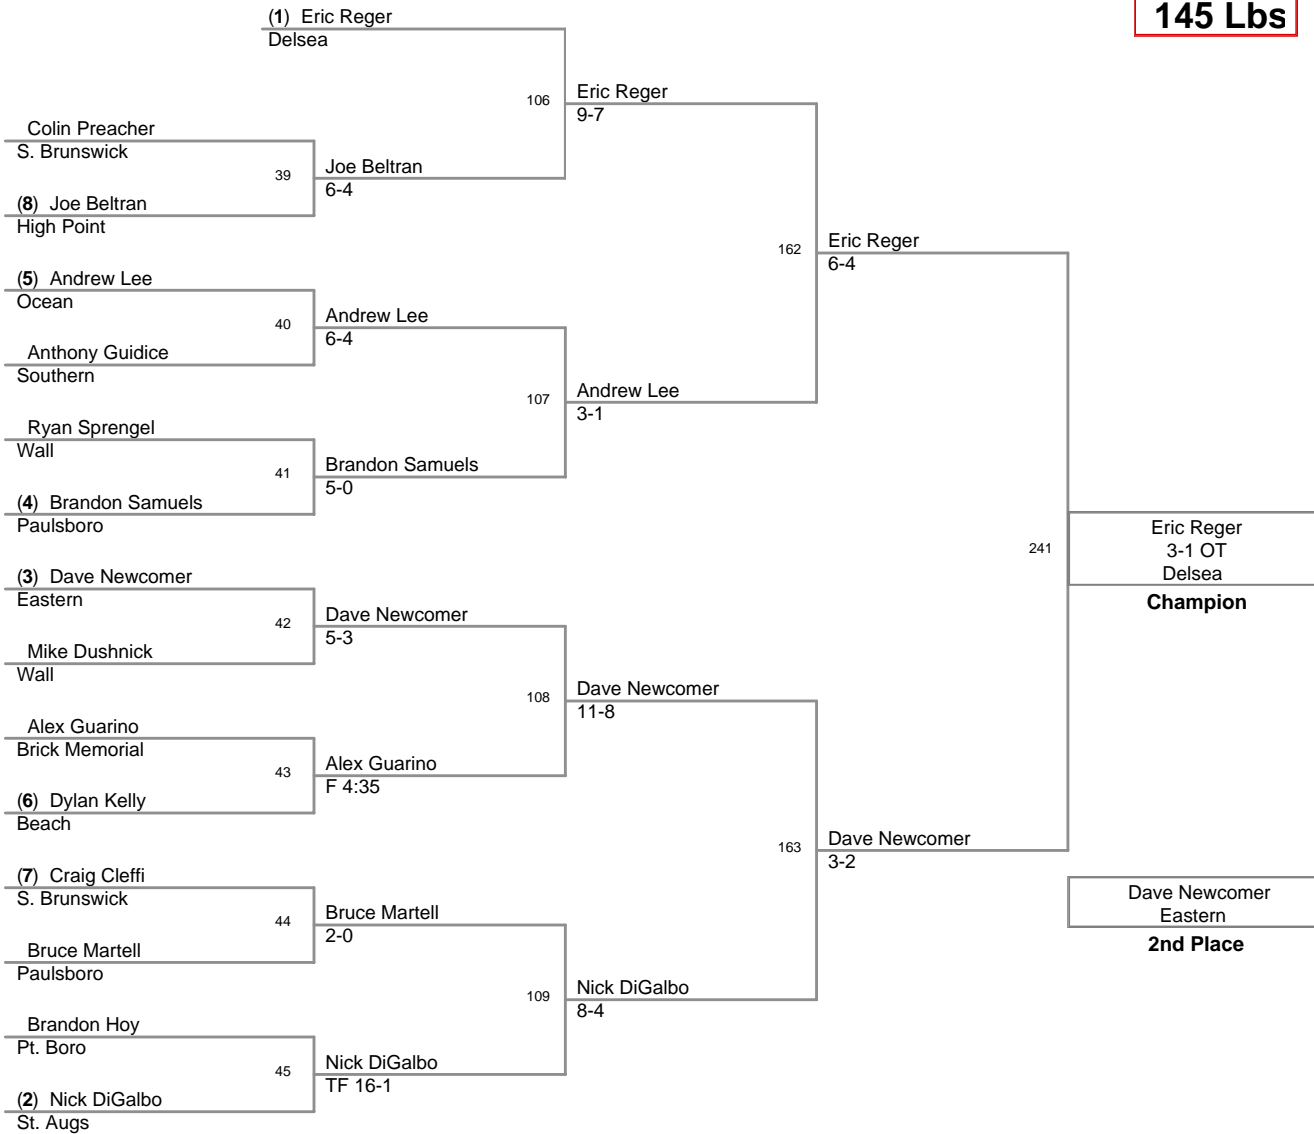 145 Lbs
(1) Eric Reger
Delsea
106
Eric Reger
9-7
Colin Preacher
S. Brunswick
39
Joe Beltran
6-4
(8) Joe Beltran
High Point
162
Eric Reger
6-4
(5) Andrew Lee
Ocean
40
Andrew Lee
6-4
Anthony Guidice
Southern
107
Andrew Lee
3-1
Ryan Sprengel
Wall
41
Brandon Samuels
5-0
(4) Brandon Samuels
Paulsboro
241
Eric Reger
3-1 OT
Delsea
Champion
(3) Dave Newcomer
Eastern
42
Dave Newcomer
5-3
Mike Dushnick
Wall
108
Dave Newcomer
11-8
Alex Guarino
Brick Memorial
43
Alex Guarino
F 4:35
(6) Dylan Kelly
Beach
163
Dave Newcomer
3-2
(7) Craig Cleffi
S. Brunswick
44
Bruce Martell
2-0
Bruce Martell
Paulsboro
Dave Newcomer
Eastern
2nd Place
109
Nick DiGalbo
8-4
Brandon Hoy
Pt. Boro
45
Nick DiGalbo
TF 16-1
(2) Nick DiGalbo
St. Augs